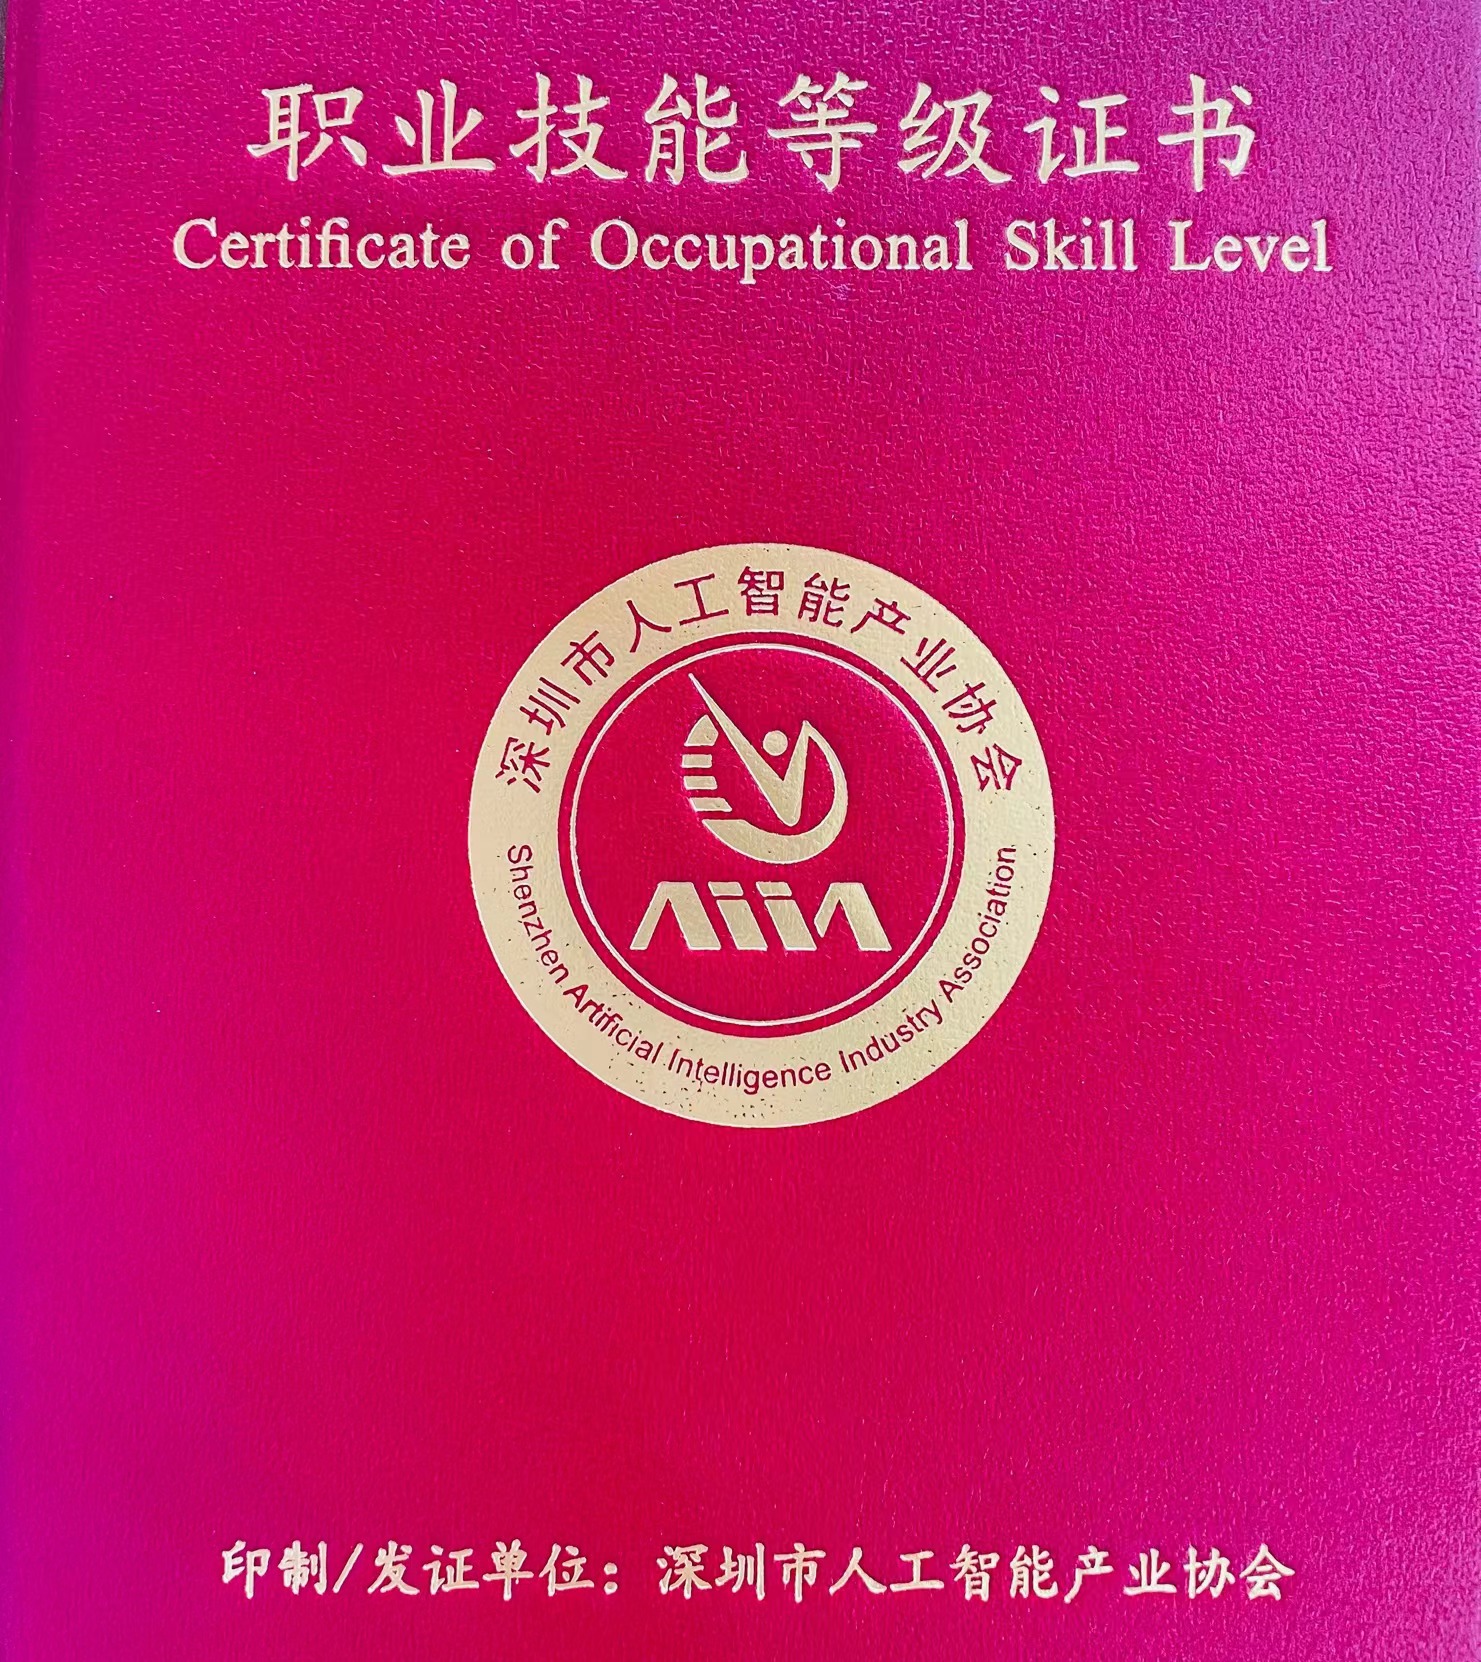 职业技能等级证书
Certificate of Occupational Skill Level
深圳市人工智能产业协会
AiiA
Shenzhen Artificial Intelligence Industry Association
印制/发证单位：深圳市人工智能产业协会